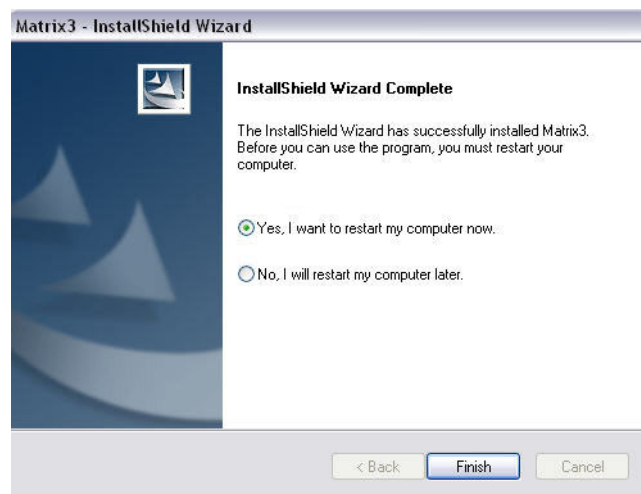 Matrix3 - InstallShield Wizard
InstallShield Wizard Complete
The InstallShield Wizard has successfully installed Matrix3.
Before you can use the program, you must restart your
computer.
Yes, I want to restart my computer now.
No, I will restart my computer later.
< Back
Finish
Cancel